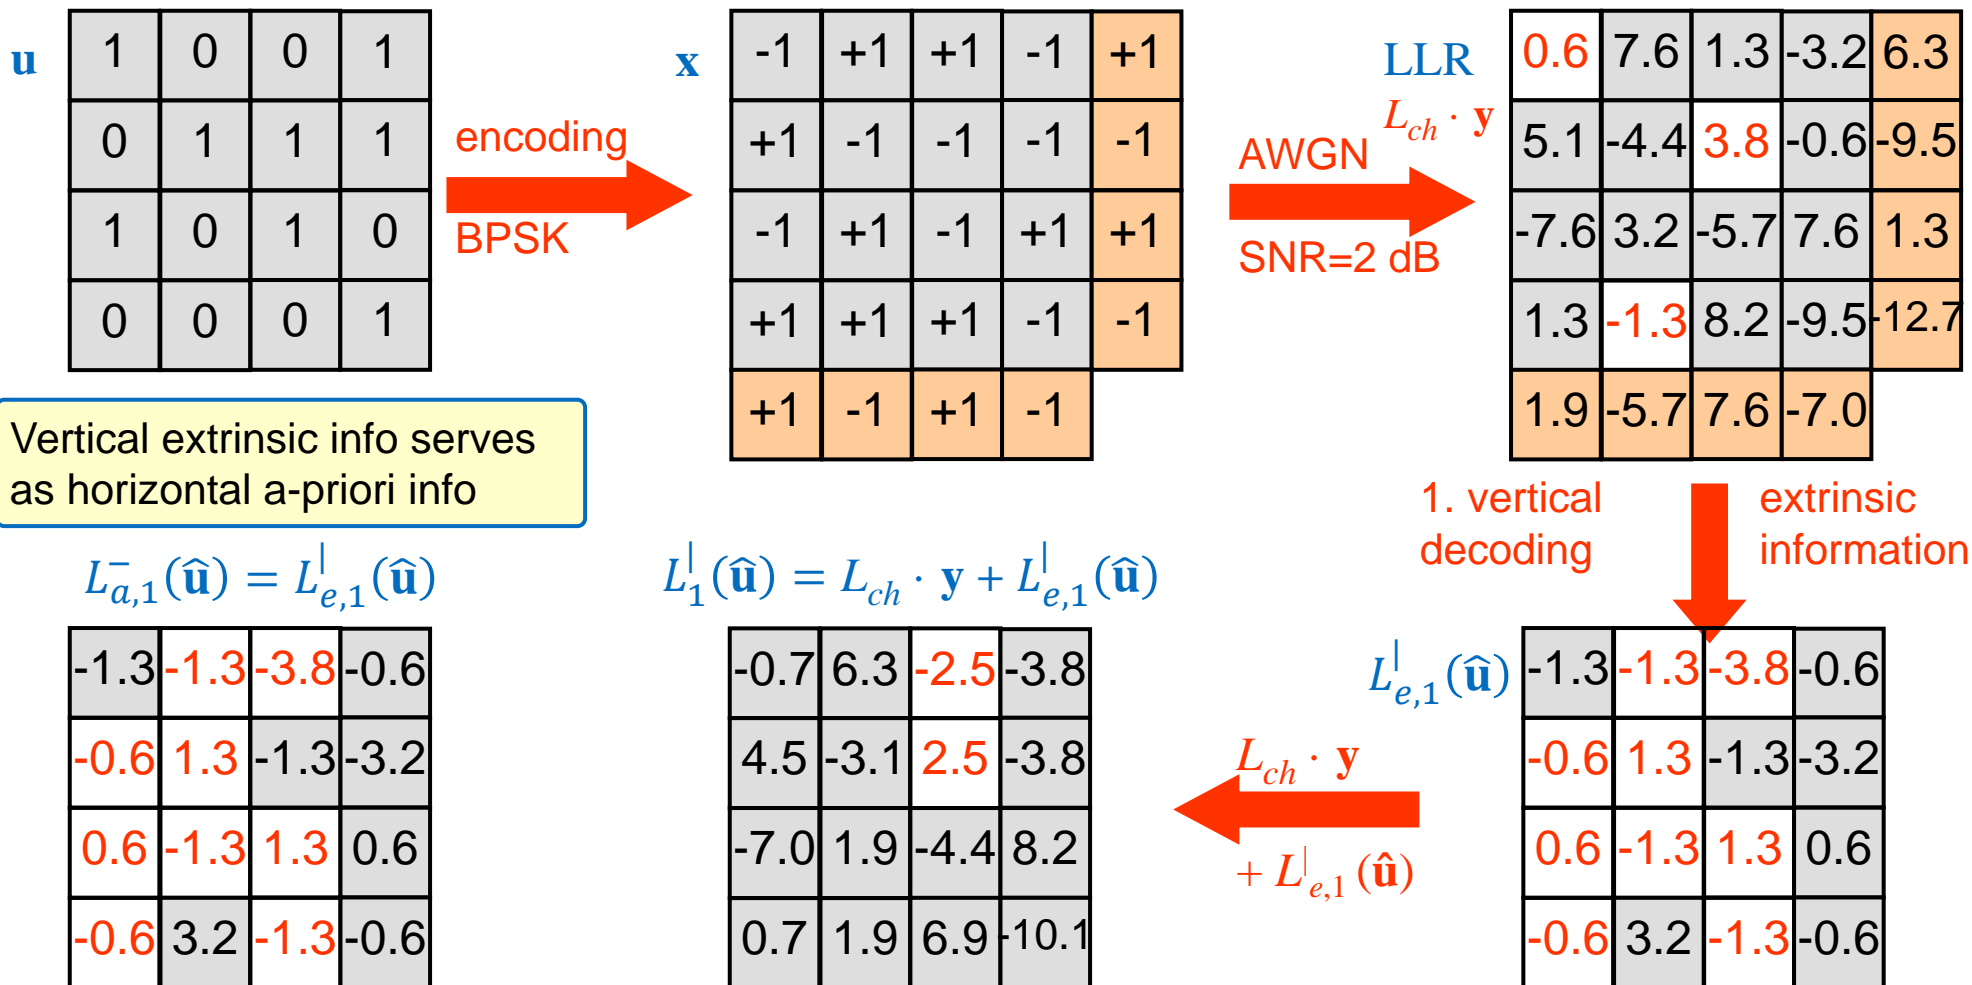 u
1 0 0 1
0 1 1 1
1 0 1 0
0 0 0 1
encoding
BPSK
x
-1 +1 +1 -1 +1
+1 -1 -1 -1 -1
-1 +1 -1 +1 +1
+1 +1 +1 -1 -1
+1 -1 +1 -1
AWGN
SNR=2 dB
LLR
L_{ch} · y
0.6 7.6 1.3 -3.2 6.3
5.1 -4.4 3.8 -0.6 -9.5
-7.6 3.2 -5.7 7.6 1.3
1.3 -1.3 8.2 -9.5 -12.7
1.9 -5.7 7.6 -7.0
Vertical extrinsic info serves
as horizontal a-priori info
1. vertical
decoding
extrinsic
information
L^{−}_{a,1}(û) = L^{|}_{e,1}(û)
-1.3 -1.3 -3.8 -0.6
-0.6 1.3 -1.3 -3.2
0.6 -1.3 1.3 0.6
-0.6 3.2 -1.3 -0.6
L^{|}_{1}(û) = L_{ch} · y + L^{|}_{e,1}(û)
-0.7 6.3 -2.5 -3.8
4.5 -3.1 2.5 -3.8
-7.0 1.9 -4.4 8.2
0.7 1.9 6.9 -10.1
L_{ch} · y
+ L^{|}_{e,1} (û)
L^{|}_{e,1}(û)
-1.3 -1.3 -3.8 -0.6
-0.6 1.3 -1.3 -3.2
0.6 -1.3 1.3 0.6
-0.6 3.2 -1.3 -0.6